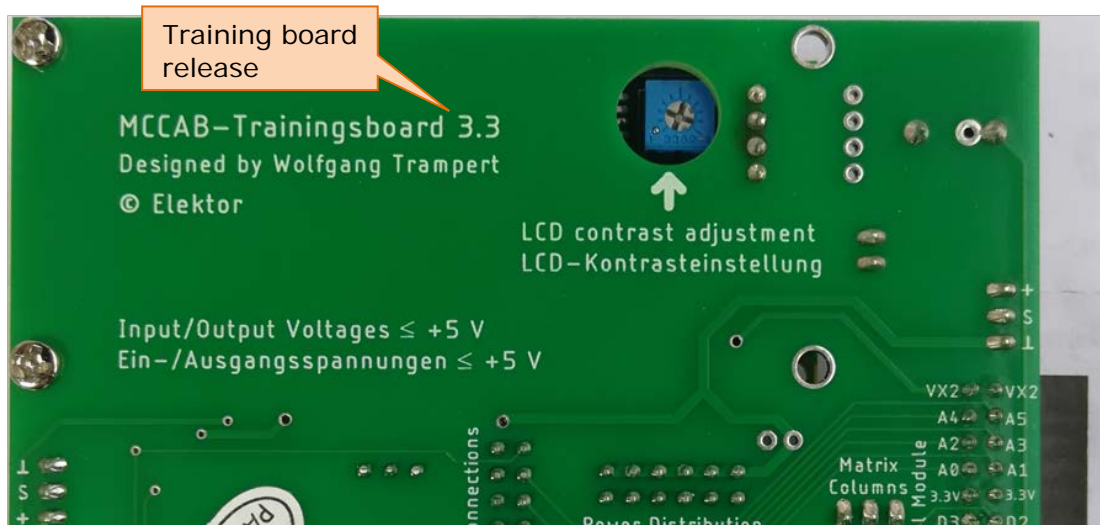 Training board
release
MCCAB–Trainingsboard 3.3
Designed by Wolfgang Trampert
© Elektor
LCD contrast adjustment
LCD–Kontrasteinstellung
Input/Output Voltages ≤ +5 V
Ein–/Ausgangsspannungen ≤ +5 V
+
S
⊥
VX2 VX2
A4 A5
A2 A3
A0 A1
3.3V 3.3V
D3 D2
Matrix
Columns
Module
Power Distribution
⊥
S
+